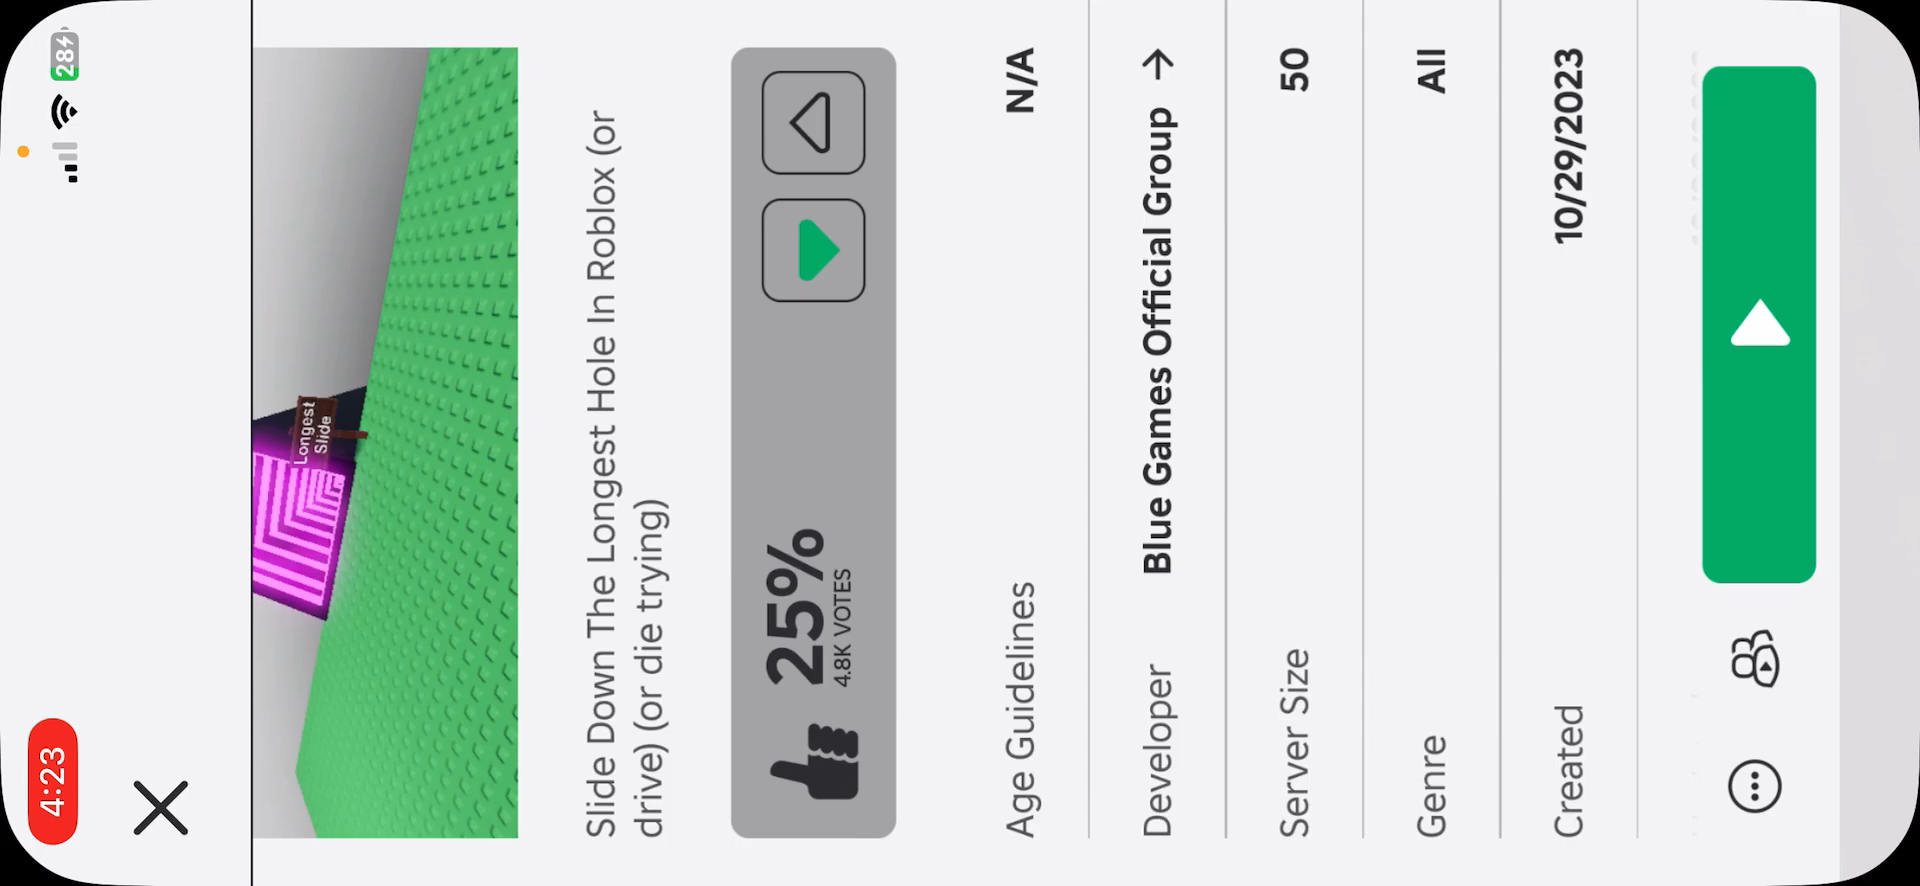 4:23
28
Longest
Slide
Slide Down The Longest Hole In Roblox (or
drive) (or die trying)
25%
4.8K VOTES
Age Guidelines N/A
Developer Blue Games Official Group →
Server Size 50
Genre All
Created 10/29/2023